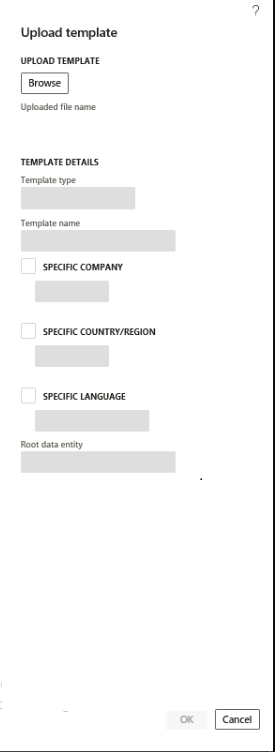 ?
Upload template
UPLOAD TEMPLATE
Browse
Uploaded file name
TEMPLATE DETAILS
Template type
Template name
SPECIFIC COMPANY
SPECIFIC COUNTRY/REGION
SPECIFIC LANGUAGE
Root data entity
OK Cancel